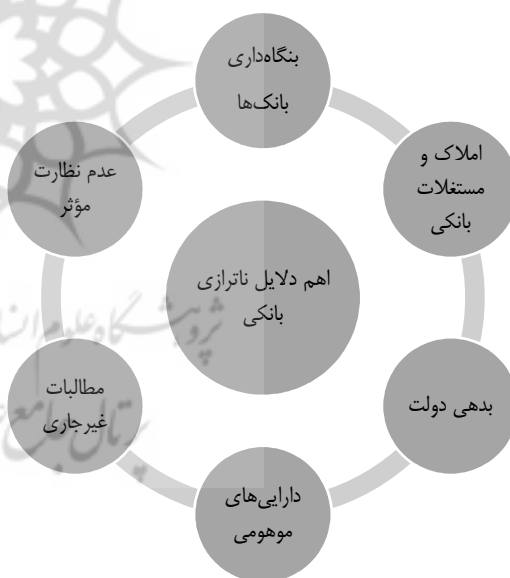 بنگاه‌داری
بانک‌ها
املاک و
مستغلات
بانکی
بدهی دولت
دارایی‌های
موهومی
مطالبات
غیرجاری
عدم نظارت
مؤثر
اهم دلایل ناترازی
بانکی